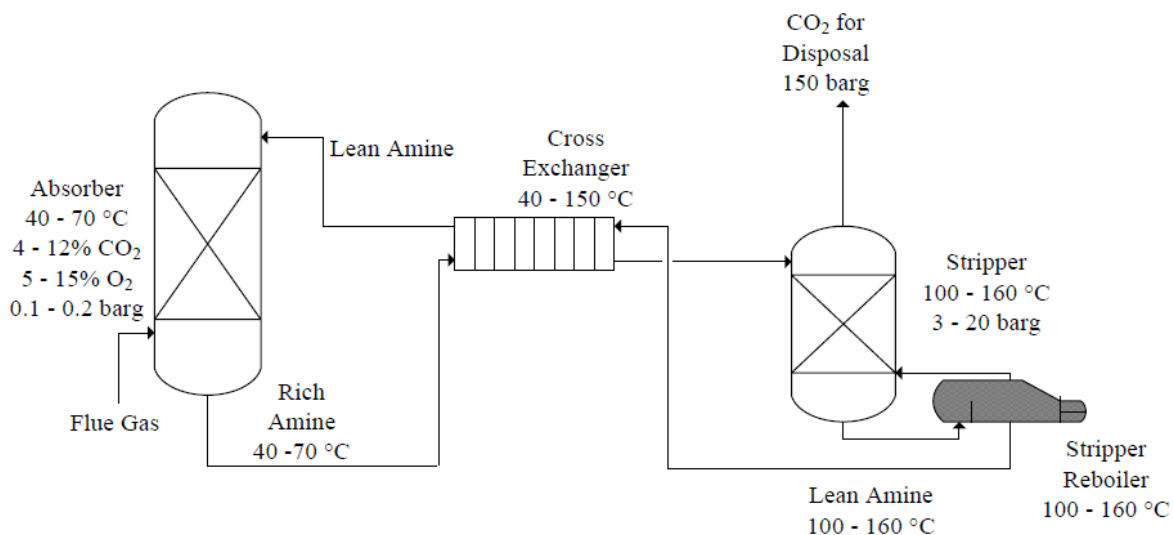 CO₂ for
Disposal
150 barg
Lean Amine
Cross
Exchanger
40 - 150 °C
Absorber
40 - 70 °C
4 - 12% CO₂
5 - 15% O₂
0.1 - 0.2 barg
Stripper
100 - 160 °C
3 - 20 barg
Flue Gas
Rich
Amine
40 -70 °C
Lean Amine
100 - 160 °C
Stripper
Reboiler
100 - 160 °C